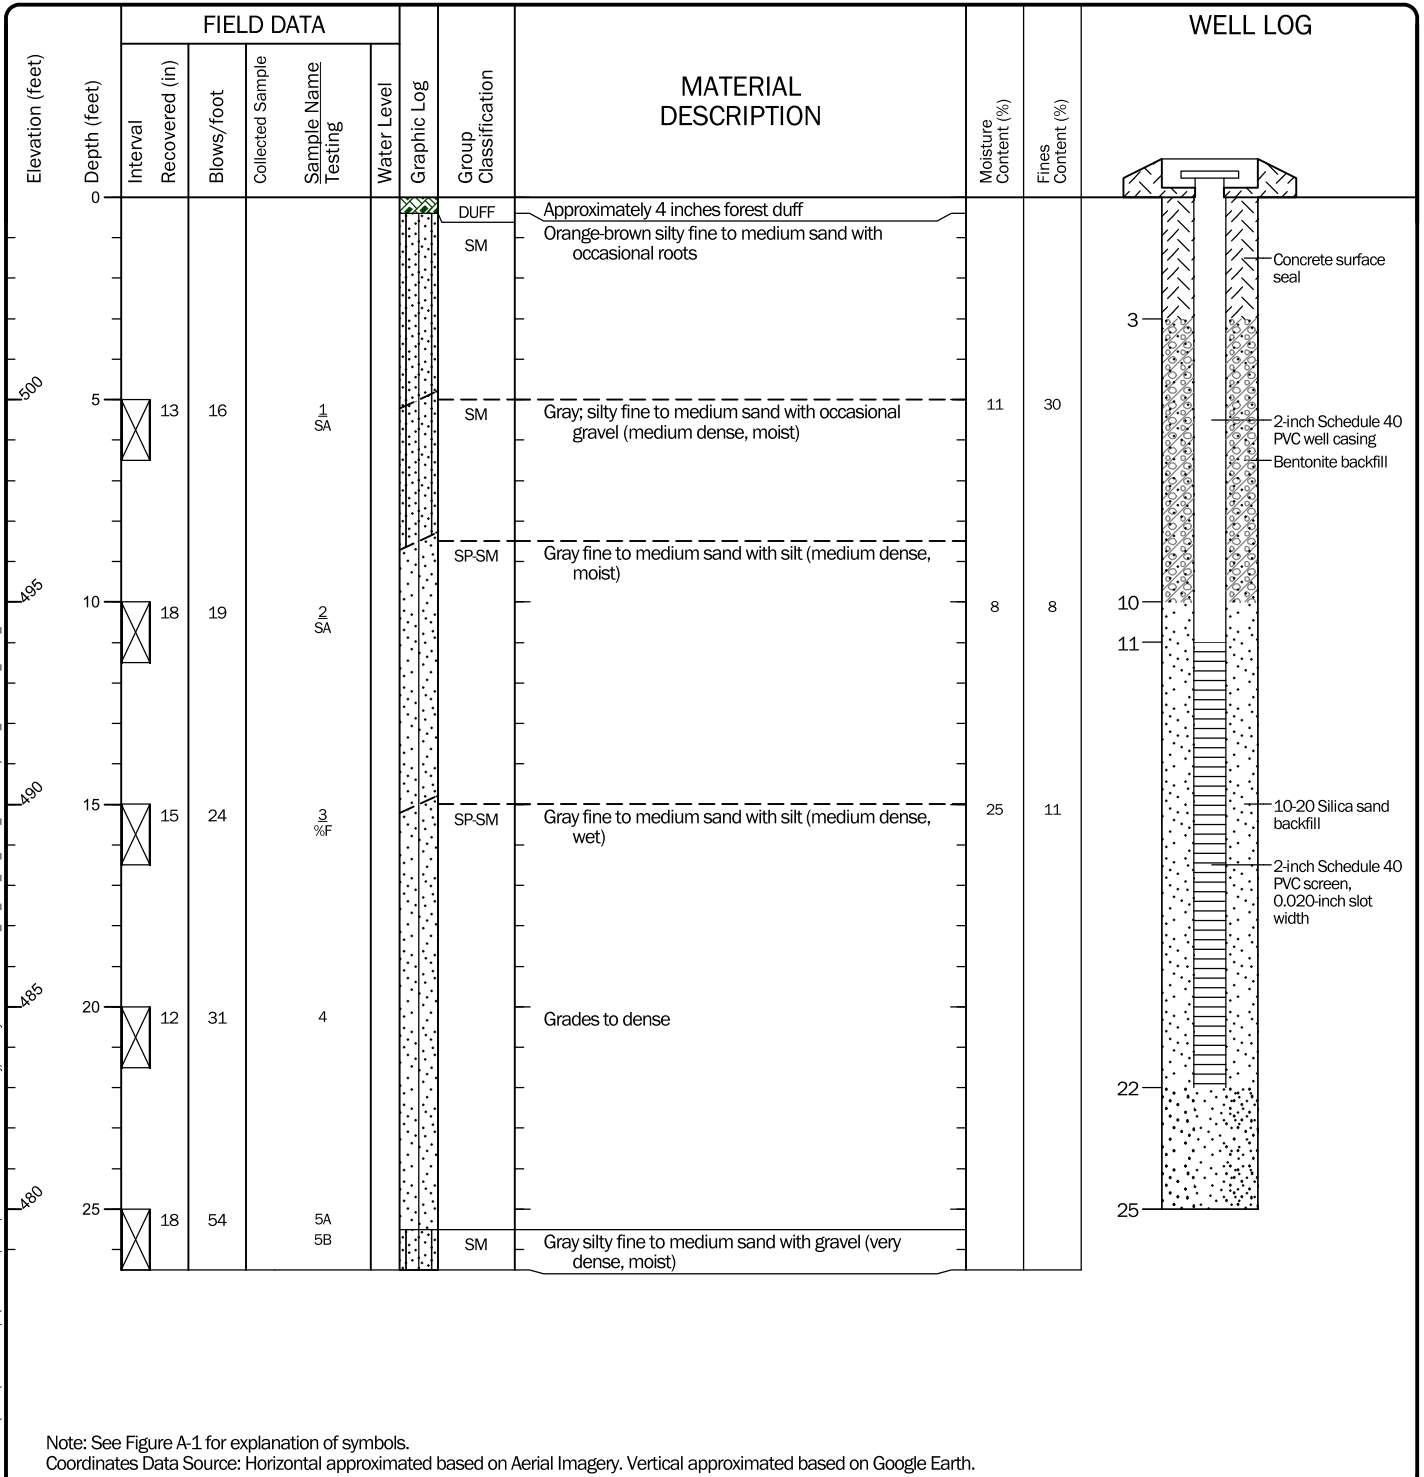 FIELD DATA
WELL LOG
Elevation (feet)
Depth (feet)
Interval
Recovered (in)
Blows/foot
Collected Sample
Sample Name
Testing
Water Level
Graphic Log
Group
Classification
MATERIAL
DESCRIPTION
Moisture
Content (%)
Fines
Content (%)
0
DUFF
Approximately 4 inches forest duff
SM
Orange-brown silty fine to medium sand with
occasional roots
Concrete surface
seal
3
500
5
13
16
1
SA
SM
Gray; silty fine to medium sand with occasional
gravel (medium dense, moist)
11
30
2-inch Schedule 40
PVC well casing
Bentonite backfill
SP-SM
Gray fine to medium sand with silt (medium dense,
moist)
495
10
18
19
2
SA
8
8
10
11
490
15
15
24
3
%F
SP-SM
Gray fine to medium sand with silt (medium dense,
wet)
25
11
10-20 Silica sand
backfill
2-inch Schedule 40
PVC screen,
0.020-inch slot
width
485
20
12
31
4
Grades to dense
22
480
25
18
54
5A
5B
SM
Gray silty fine to medium sand with gravel (very
dense, moist)
25
Note: See Figure A-1 for explanation of symbols.
Coordinates Data Source: Horizontal approximated based on Aerial Imagery. Vertical approximated based on Google Earth.